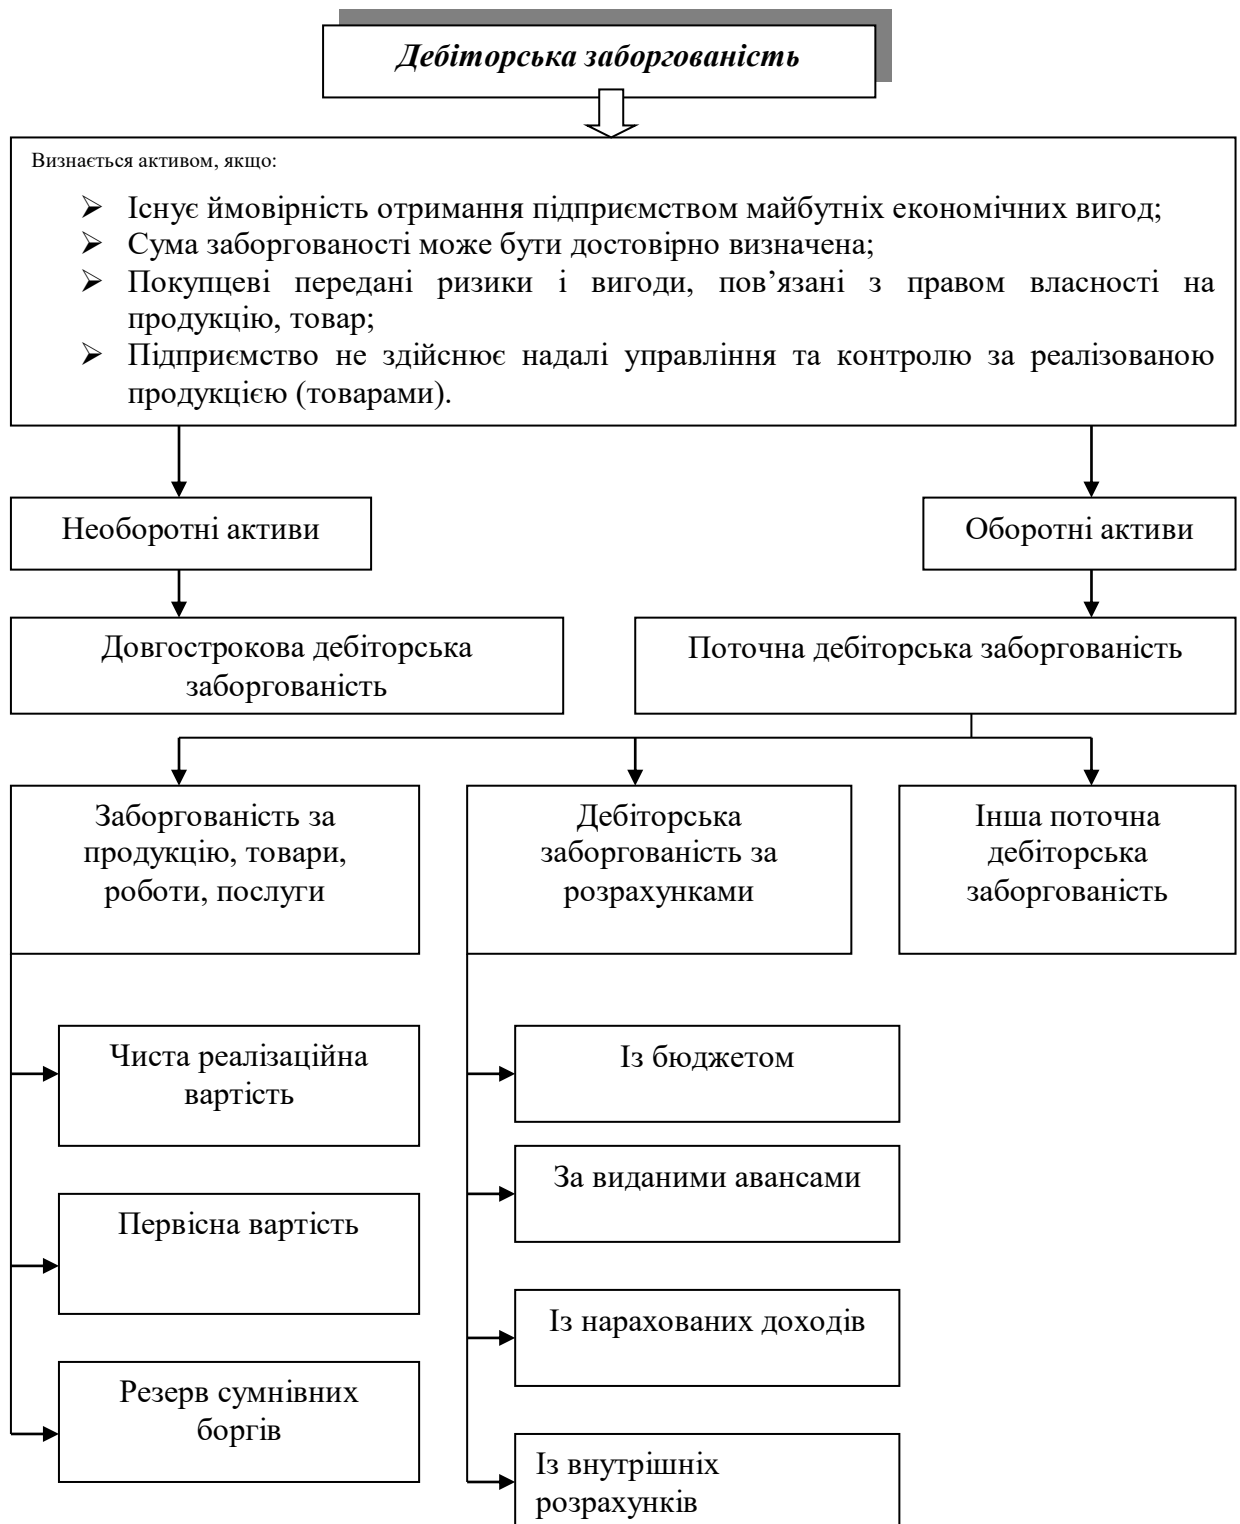 Дебіторська заборгованість
Визнається активом, якщо:
➢ Існує ймовірність отримання підприємством майбутніх економічних вигод;
➢ Сума заборгованості може бути достовірно визначена;
➢ Покупцеві передані ризики і вигоди, пов’язані з правом власності на
продукцію, товар;
➢ Підприємство не здійснює надалі управління та контролю за реалізованою
продукцією (товарами).
Необоротні активи
Оборотні активи
Довгострокова дебіторська
заборгованість
Поточна дебіторська заборгованість
Заборгованість за
продукцію, товари,
роботи, послуги
Дебіторська
заборгованість за
розрахунками
Інша поточна
дебіторська
заборгованість
Чиста реалізаційна
вартість
Первісна вартість
Резерв сумнівних
боргів
Із бюджетом
За виданими авансами
Із нарахованих доходів
Із внутрішніх
розрахунків